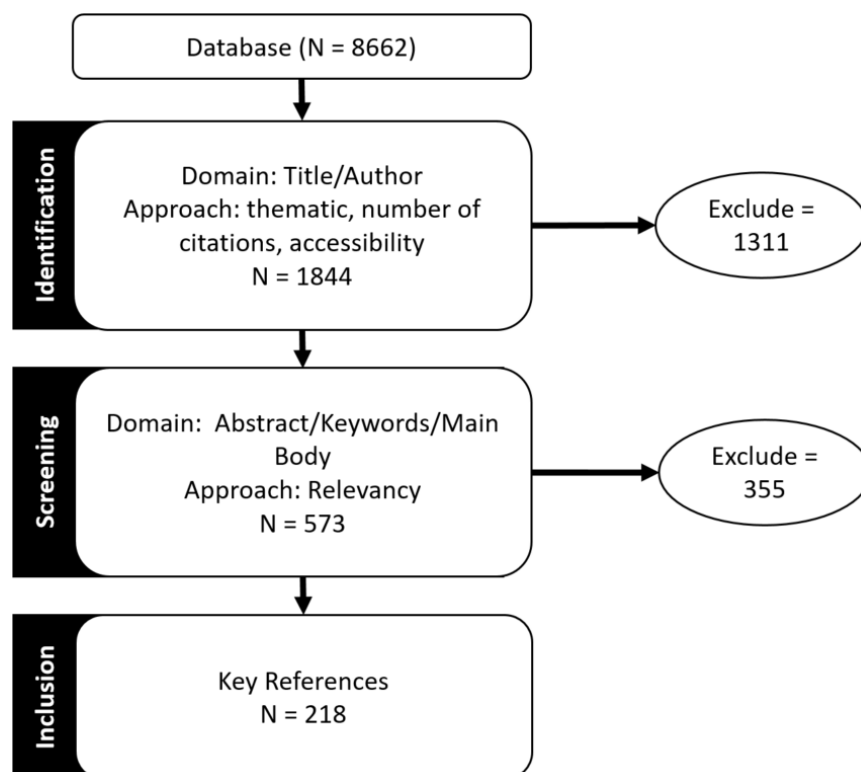 Database (N = 8662)
Identification
Domain: Title/Author
Approach: thematic, number of
citations, accessibility
N = 1844
Exclude =
1311
Screening
Domain:  Abstract/Keywords/Main
Body
Approach: Relevancy
N = 573
Exclude =
355
Inclusion
Key References
N = 218